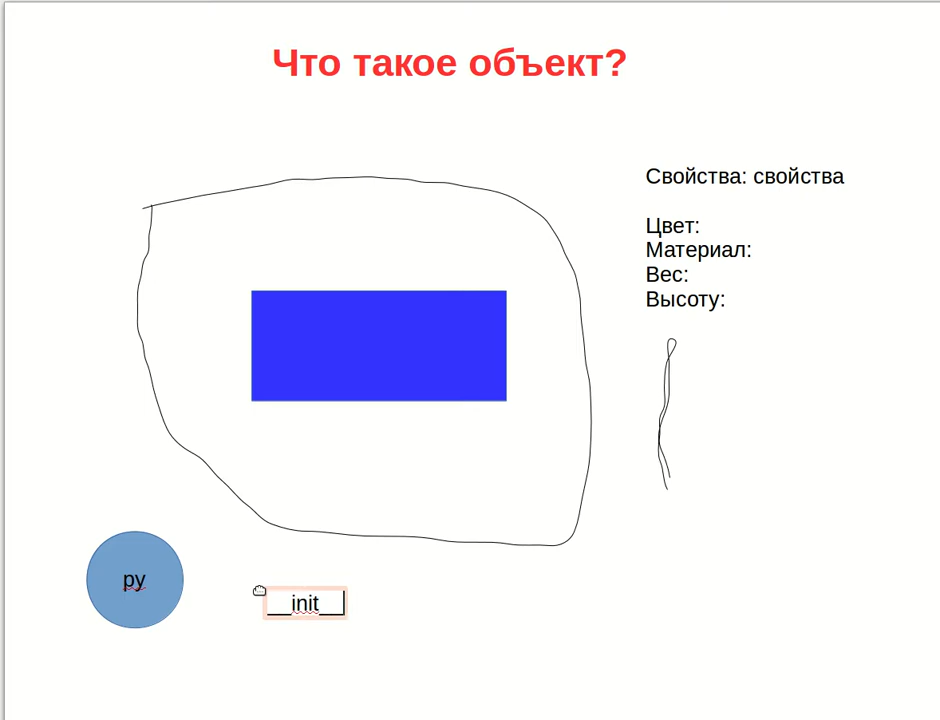 Что такое объект?
Свойства: свойства
Цвет:
Материал:
Вес:
Высоту:
py
__init__